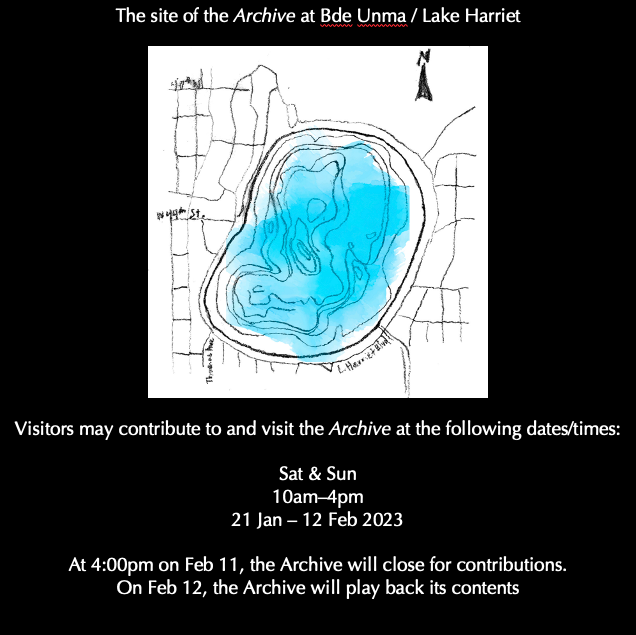 The site of the Archive at Bde Unma / Lake Harriet
N
W 44th St.
Thomas Ave
L. Harriet Blvd
Visitors may contribute to and visit the Archive at the following dates/times:
Sat & Sun
10am–4pm
21 Jan – 12 Feb 2023
At 4:00pm on Feb 11, the Archive will close for contributions.
On Feb 12, the Archive will play back its contents